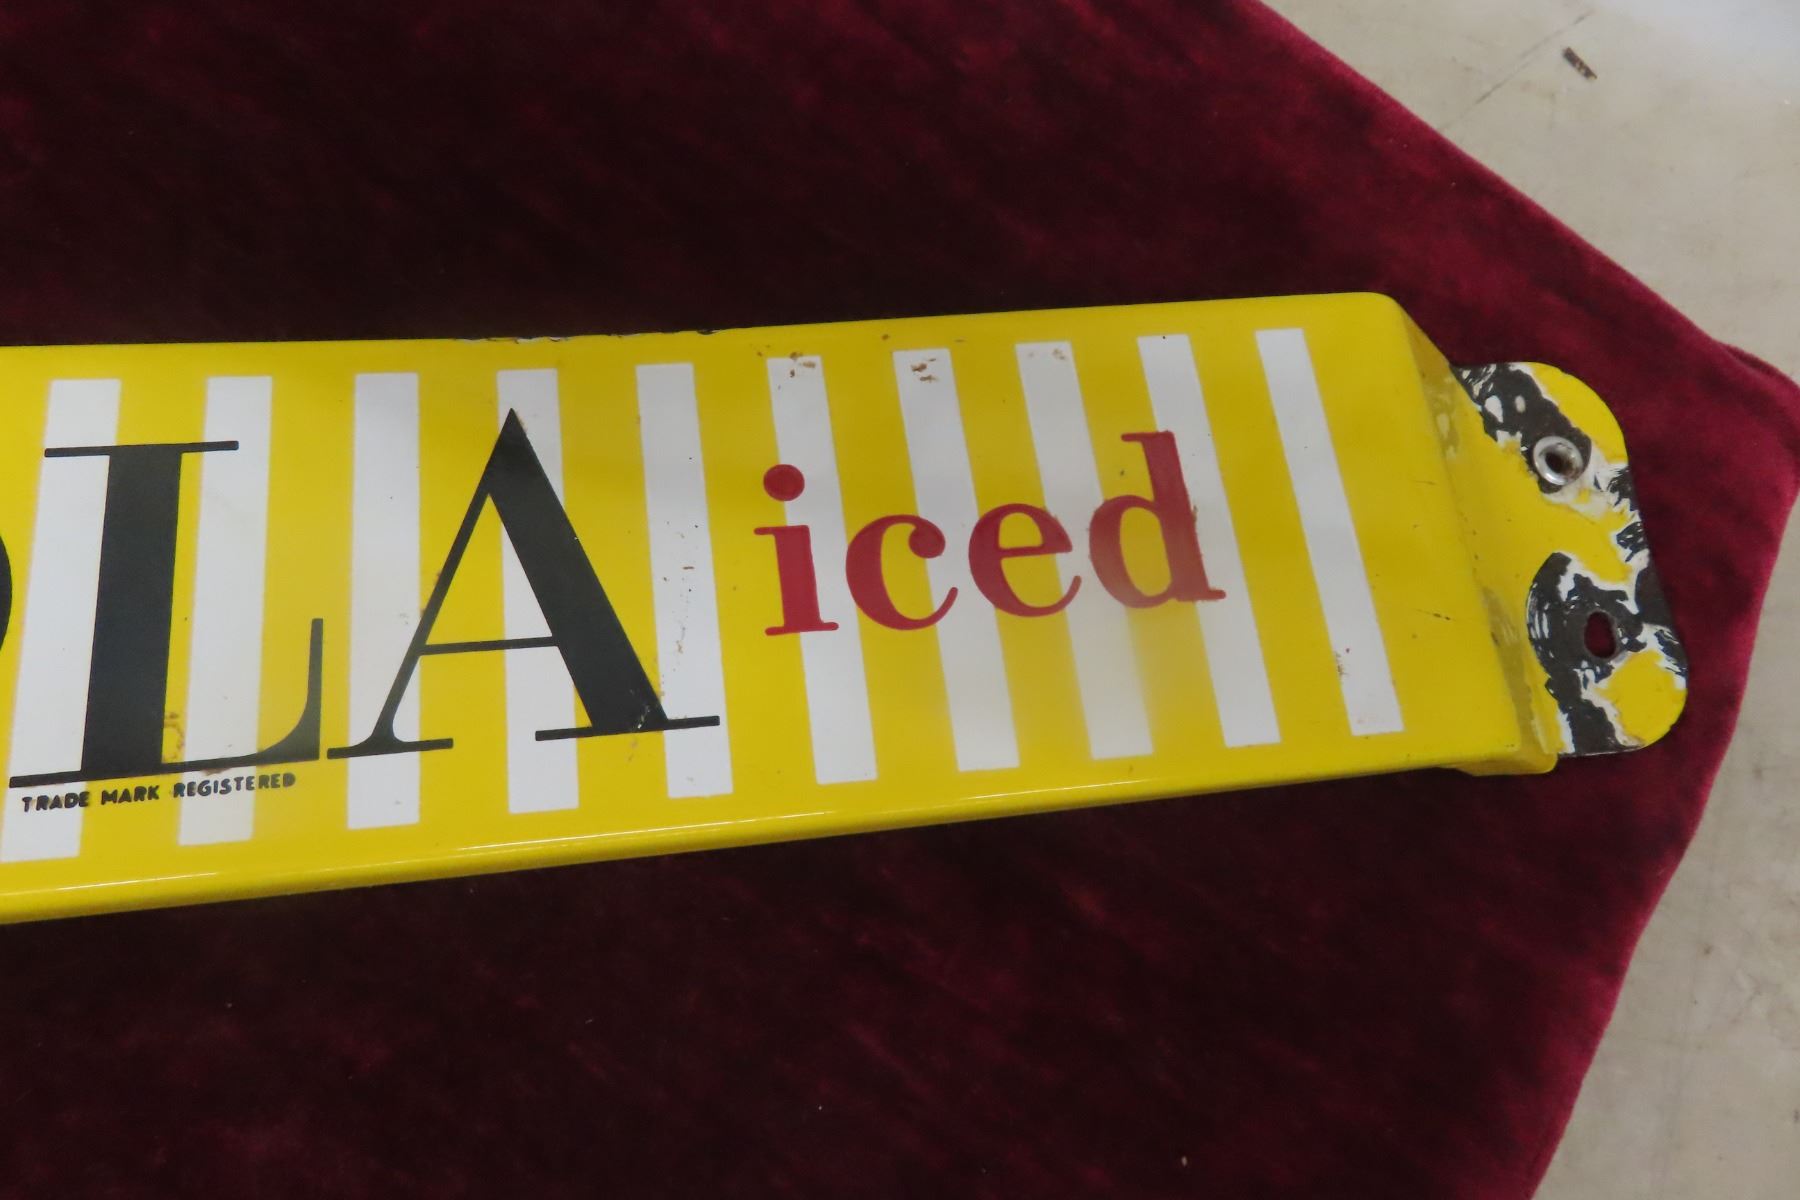 LA iced
TRADE MARK REGISTERED